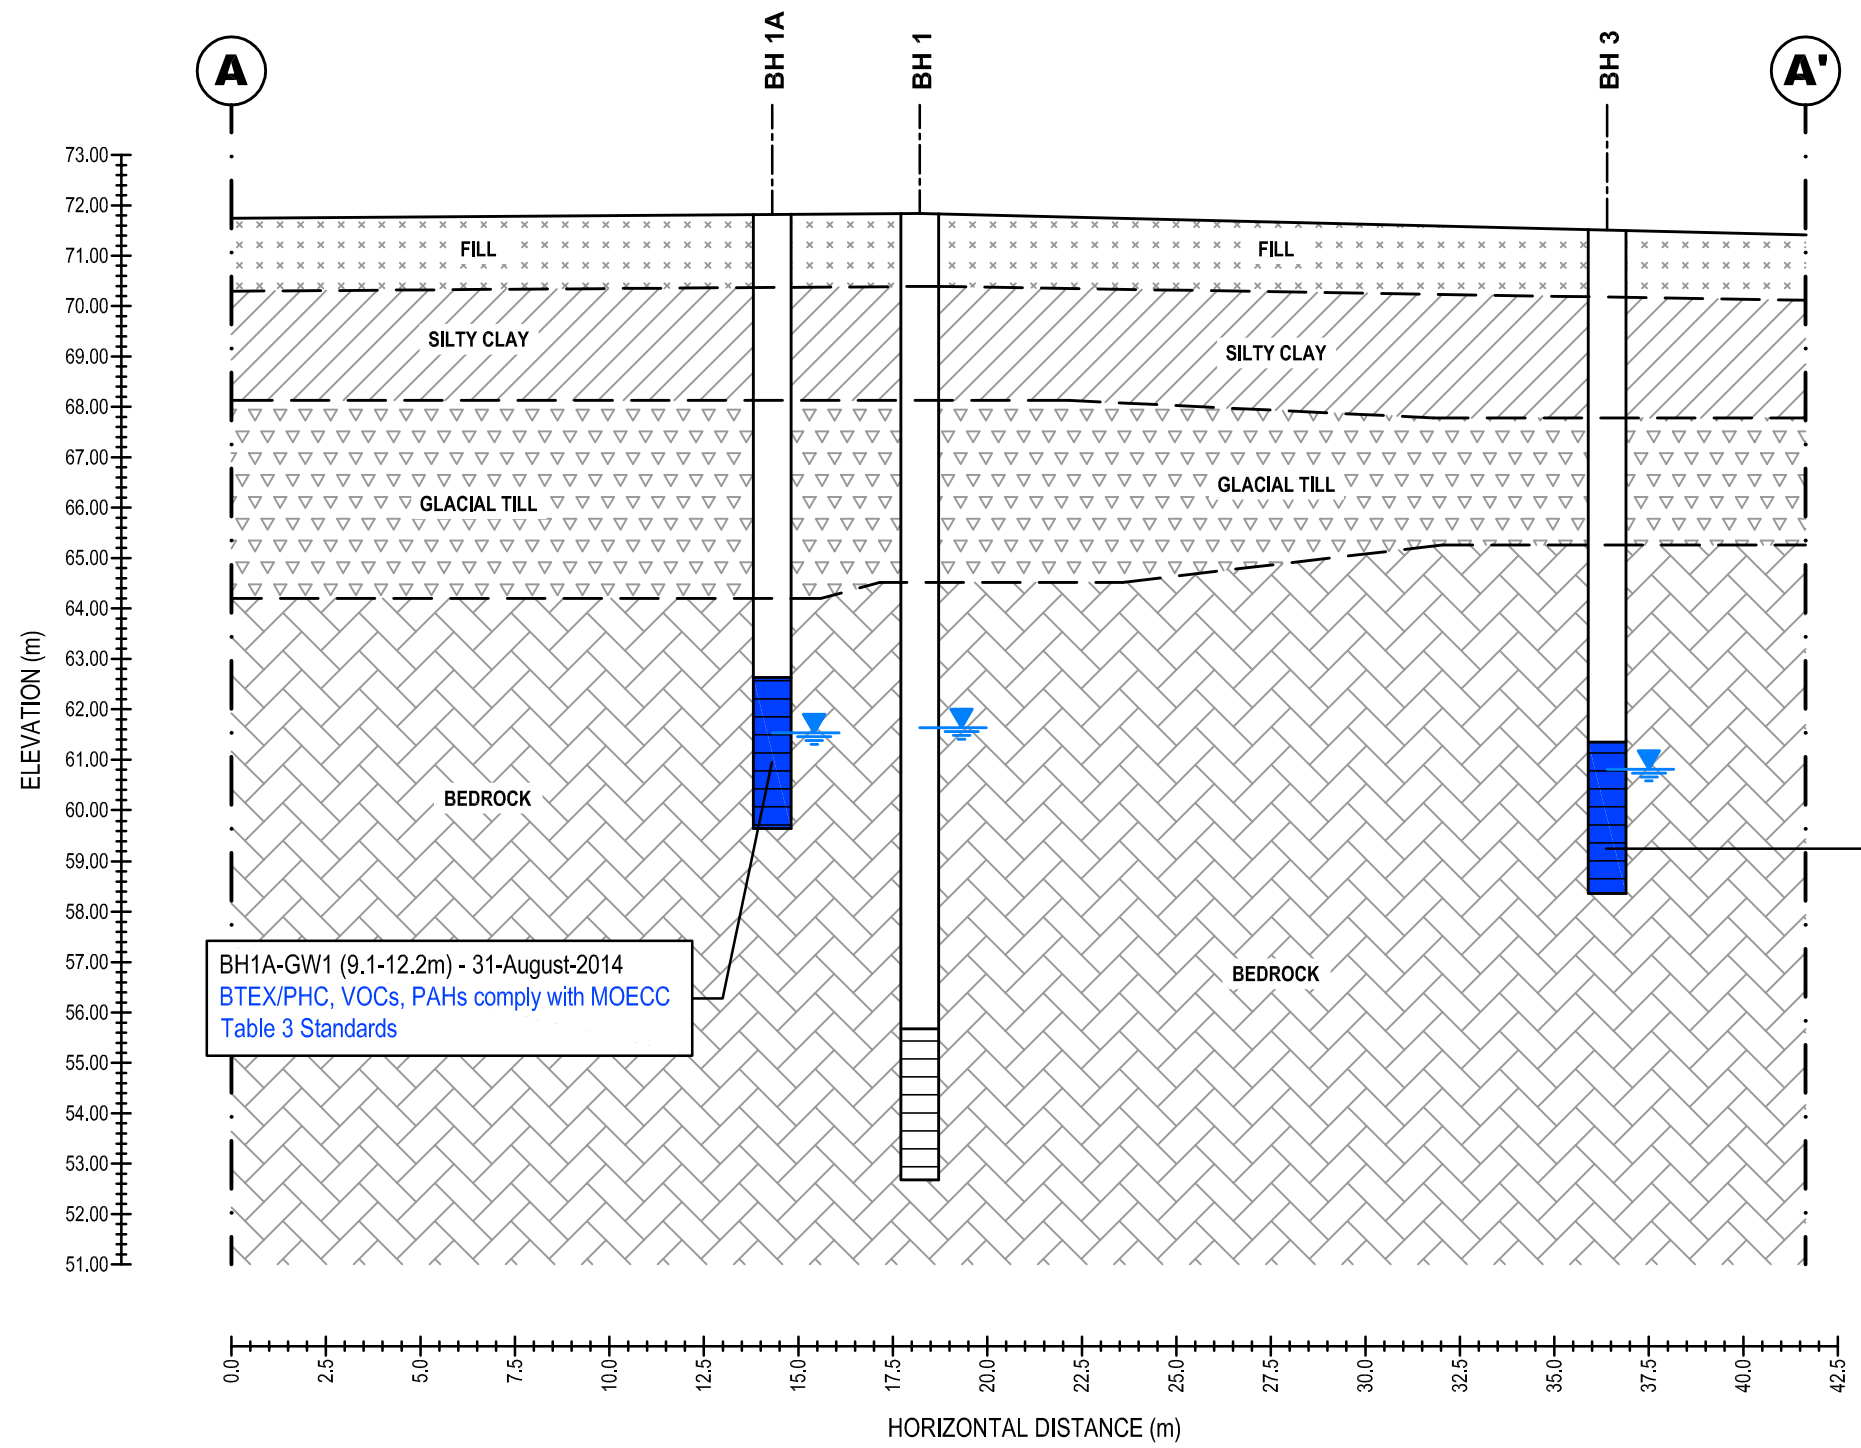 A
BH 1A
BH 1
BH 3
A'
73.00
72.00
71.00
70.00
69.00
68.00
67.00
66.00
65.00
64.00
63.00
62.00
61.00
60.00
59.00
58.00
57.00
56.00
55.00
54.00
53.00
52.00
51.00
ELEVATION (m)
FILL
FILL
SILTY CLAY
SILTY CLAY
GLACIAL TILL
GLACIAL TILL
BEDROCK
BEDROCK
BH1A-GW1 (9.1-12.2m) - 31-August-2014
BTEX/PHC, VOCs, PAHs comply with MOECC
Table 3 Standards
0.0
2.5
5.0
7.5
10.0
12.5
15.0
17.5
20.0
22.5
25.0
27.5
30.0
32.5
35.0
37.5
40.0
42.5
HORIZONTAL DISTANCE (m)